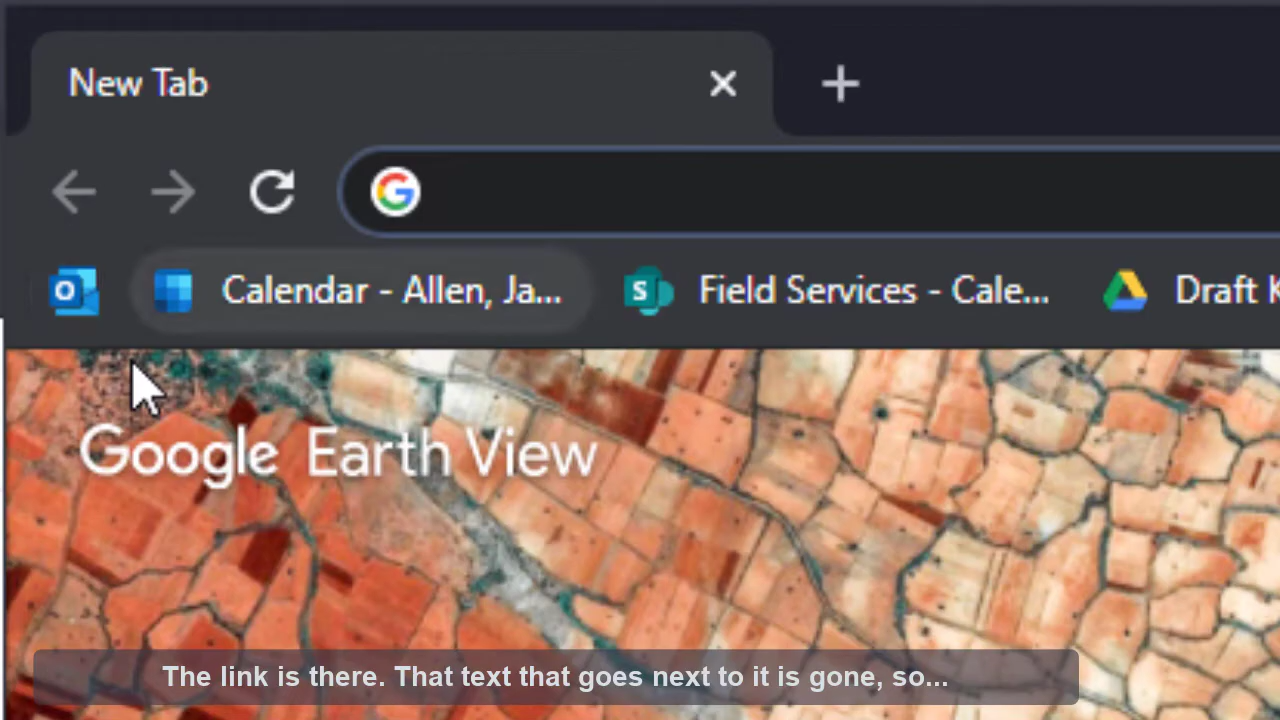 New Tab
Calendar - Allen, Ja...
S
Field Services - Cale...
Draft K
Google Earth View
The link is there. That text that goes next to it is gone, so...